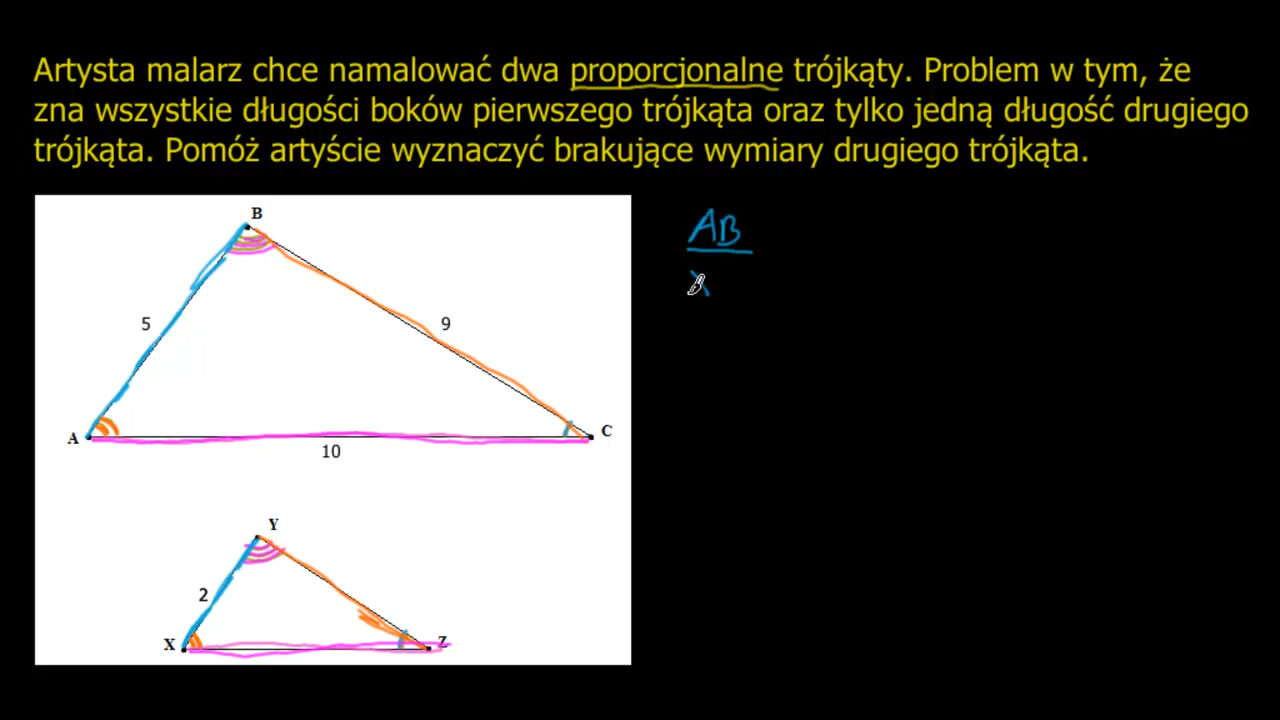 Artysta malarz chce namalować dwa proporcjonalne trójkąty. Problem w tym, że
zna wszystkie długości boków pierwszego trójkąta oraz tylko jedną długość drugiego
trójkąta. Pomóż artyście wyznaczyć brakujące wymiary drugiego trójkąta.
B
AB
5
9
A
C
10
Y
2
X
Z